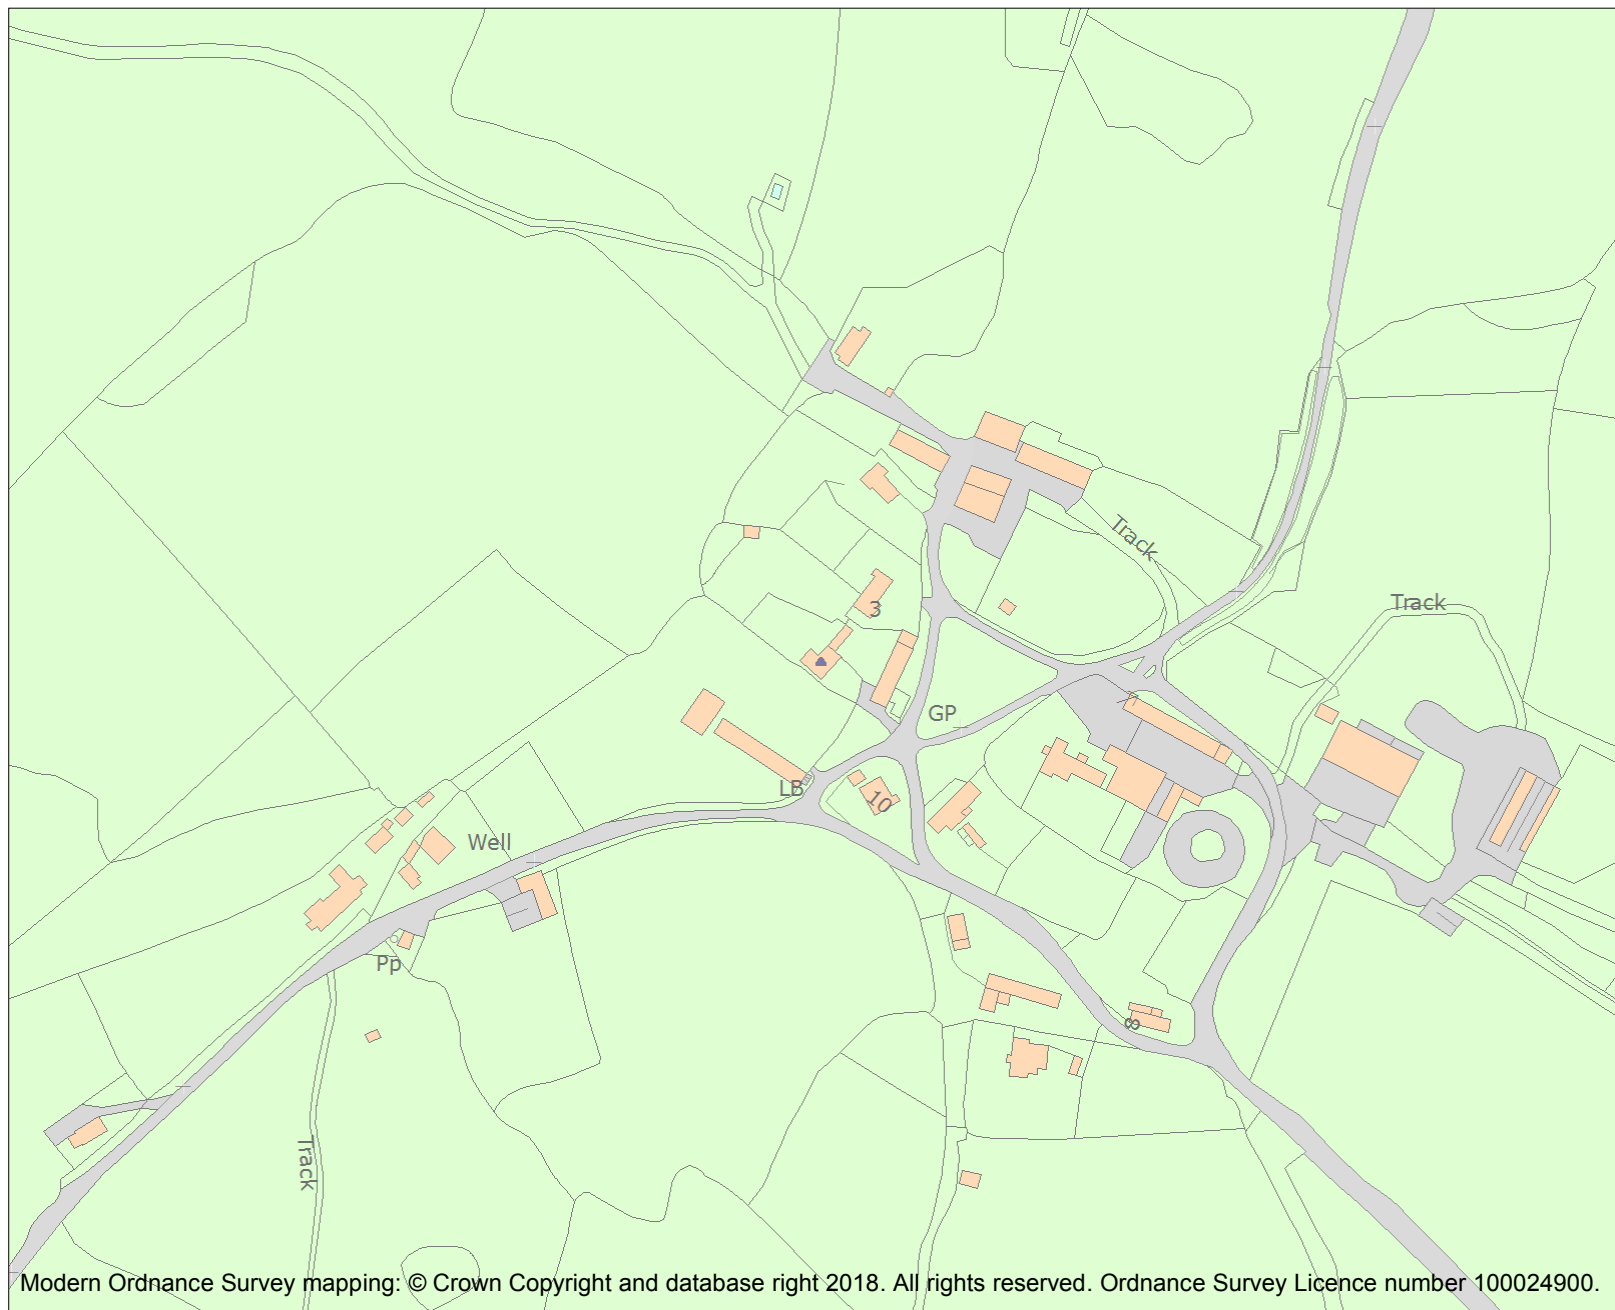 Track
Track
3
GP
7
LB
10
Well
Pp
8
Track
Modern Ordnance Survey mapping: © Crown Copyright and database right 2018. All rights reserved. Ordnance Survey Licence number 100024900.